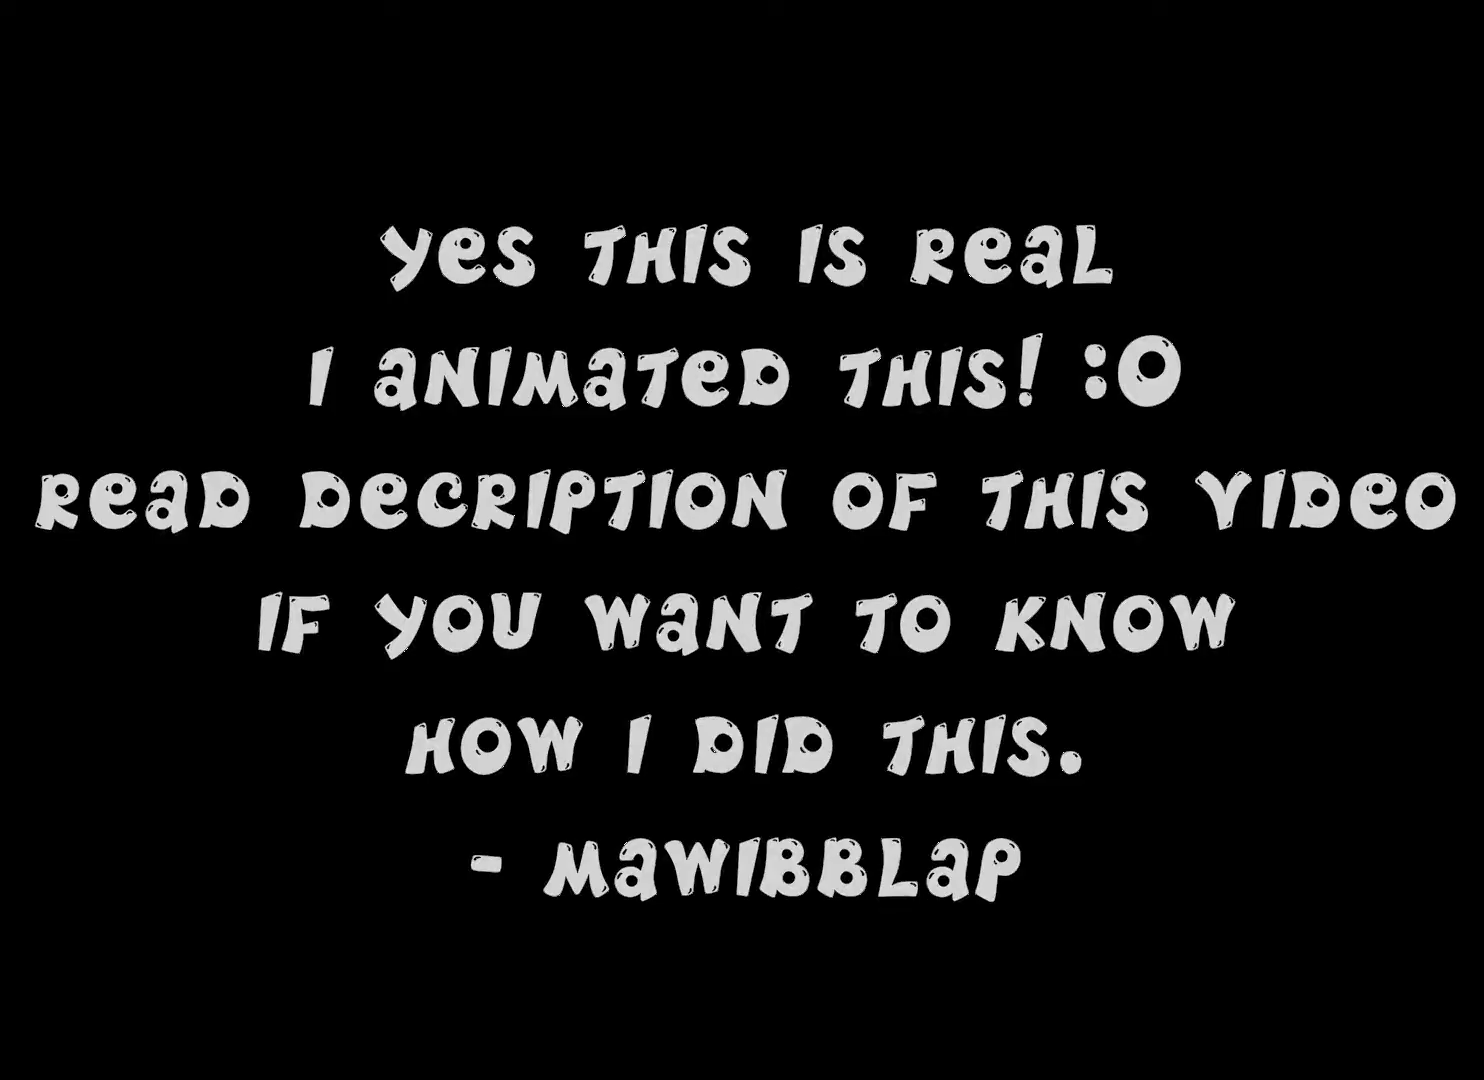 Yes this is real
I animated this! :O
Read decription of this video
if you want to know
how I did this.
- Mawibblap